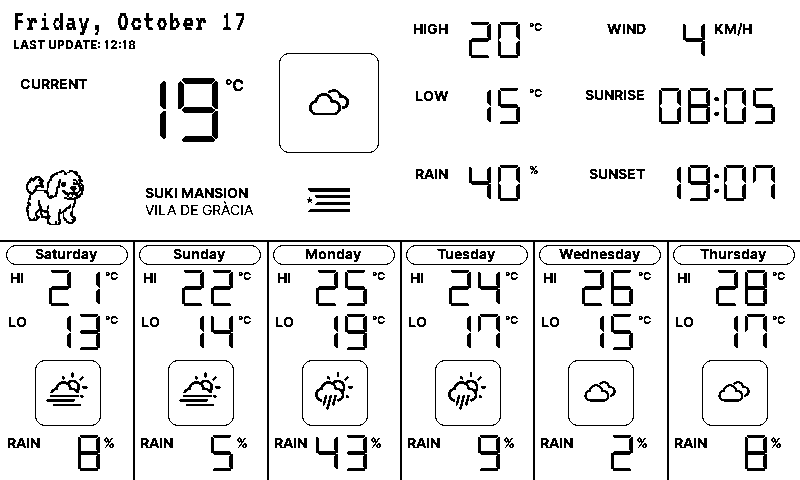 Friday, October 17
LAST UPDATE: 12:18
CURRENT 19 °C
HIGH 20 °C
LOW 15 °C
RAIN 40 %
WIND 4 KM/H
SUNRISE 08:05
SUNSET 19:07
SUKI MANSION
VILA DE GRÀCIA
Saturday
HI 21 °C
LO 13 °C
RAIN 8 %
Sunday
HI 22 °C
LO 14 °C
RAIN 5 %
Monday
HI 25 °C
LO 19 °C
RAIN 43 %
Tuesday
HI 24 °C
LO 17 °C
RAIN 9 %
Wednesday
HI 26 °C
LO 15 °C
RAIN 2 %
Thursday
HI 28 °C
LO 17 °C
RAIN 8 %